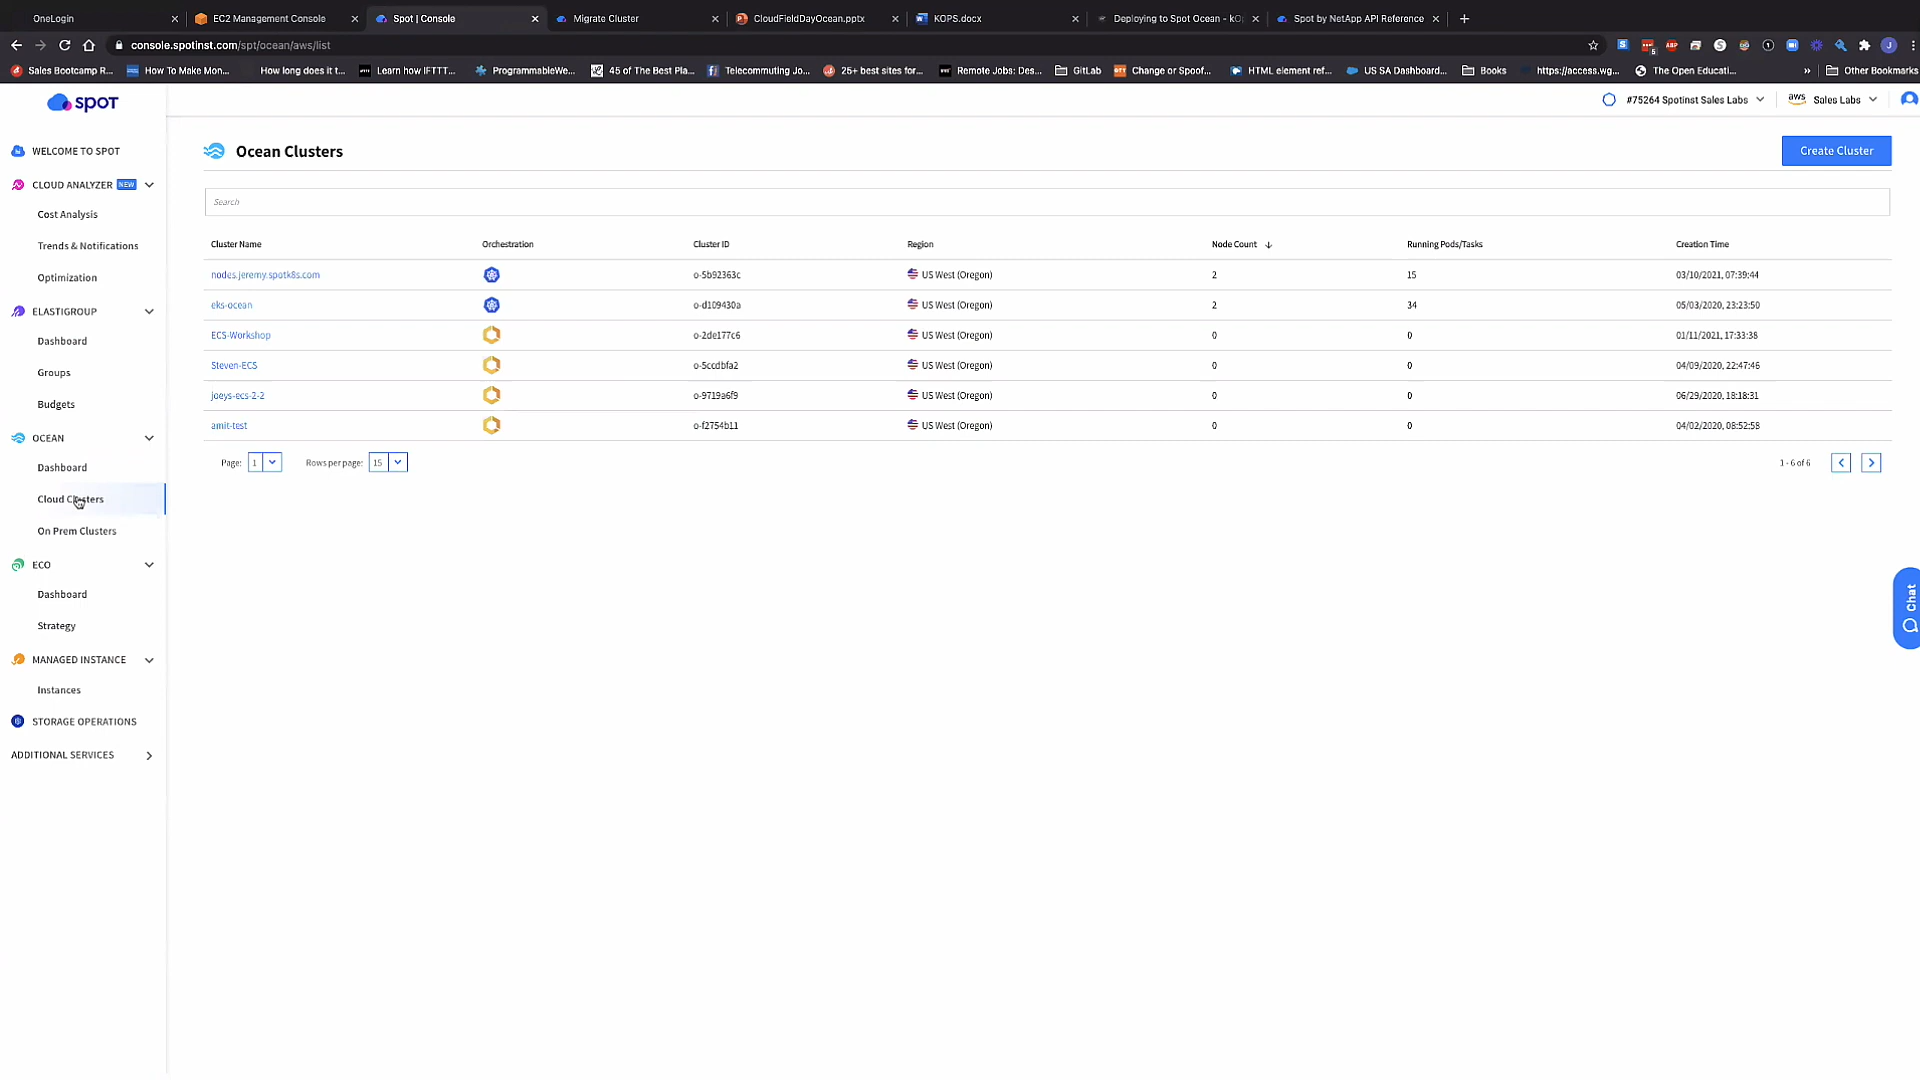 OneLogin EC2 Management Console Spot | Console Migrate Cluster CloudFieldDayOcean.pptx KOPS.docx Deploying to Spot Ocean - kO Spot by NetApp API Reference
console.spotinst.com/spt/ocean/aws/list
Sales Bootcamp R... How To Make Mon... How long does it t... Learn how IFTTT... ProgrammableWe... 45 of The Best Pla... Telecommuting Jo... 25+ best sites for... Remote Jobs: Des... GitLab Change or Spoof... HTML element ref... US SA Dashboard... Books https://access.wg... The Open Educati... » Other Bookmarks
spot
#75264 Spotinst Sales Labs aws Sales Labs
WELCOME TO SPOT
CLOUD ANALYZER NEW
Cost Analysis
Trends & Notifications
Optimization
ELASTIGROUP
Dashboard
Groups
Budgets
OCEAN
Dashboard
Cloud Clusters
On Prem Clusters
ECO
Dashboard
Strategy
MANAGED INSTANCE
Instances
STORAGE OPERATIONS
ADDITIONAL SERVICES
Ocean Clusters
Create Cluster
Search
Cluster Name Orchestration Cluster ID Region Node Count Running Pods/Tasks Creation Time
nodes.jeremy.spotk8s.com o-5b92363c US West (Oregon) 2 15 03/10/2021, 07:39:44
eks-ocean o-d109430a US West (Oregon) 2 34 05/03/2020, 23:23:50
ECS-Workshop o-2de177c6 US West (Oregon) 0 0 01/11/2021, 17:33:38
Steven-ECS o-5ccdbfa2 US West (Oregon) 0 0 04/09/2020, 22:47:46
joeys-ecs-2-2 o-9719a6f9 US West (Oregon) 0 0 06/29/2020, 18:18:31
amit-test o-f2754b11 US West (Oregon) 0 0 04/02/2020, 08:52:58
Page: 1 Rows per page: 15 1 - 6 of 6
Chat